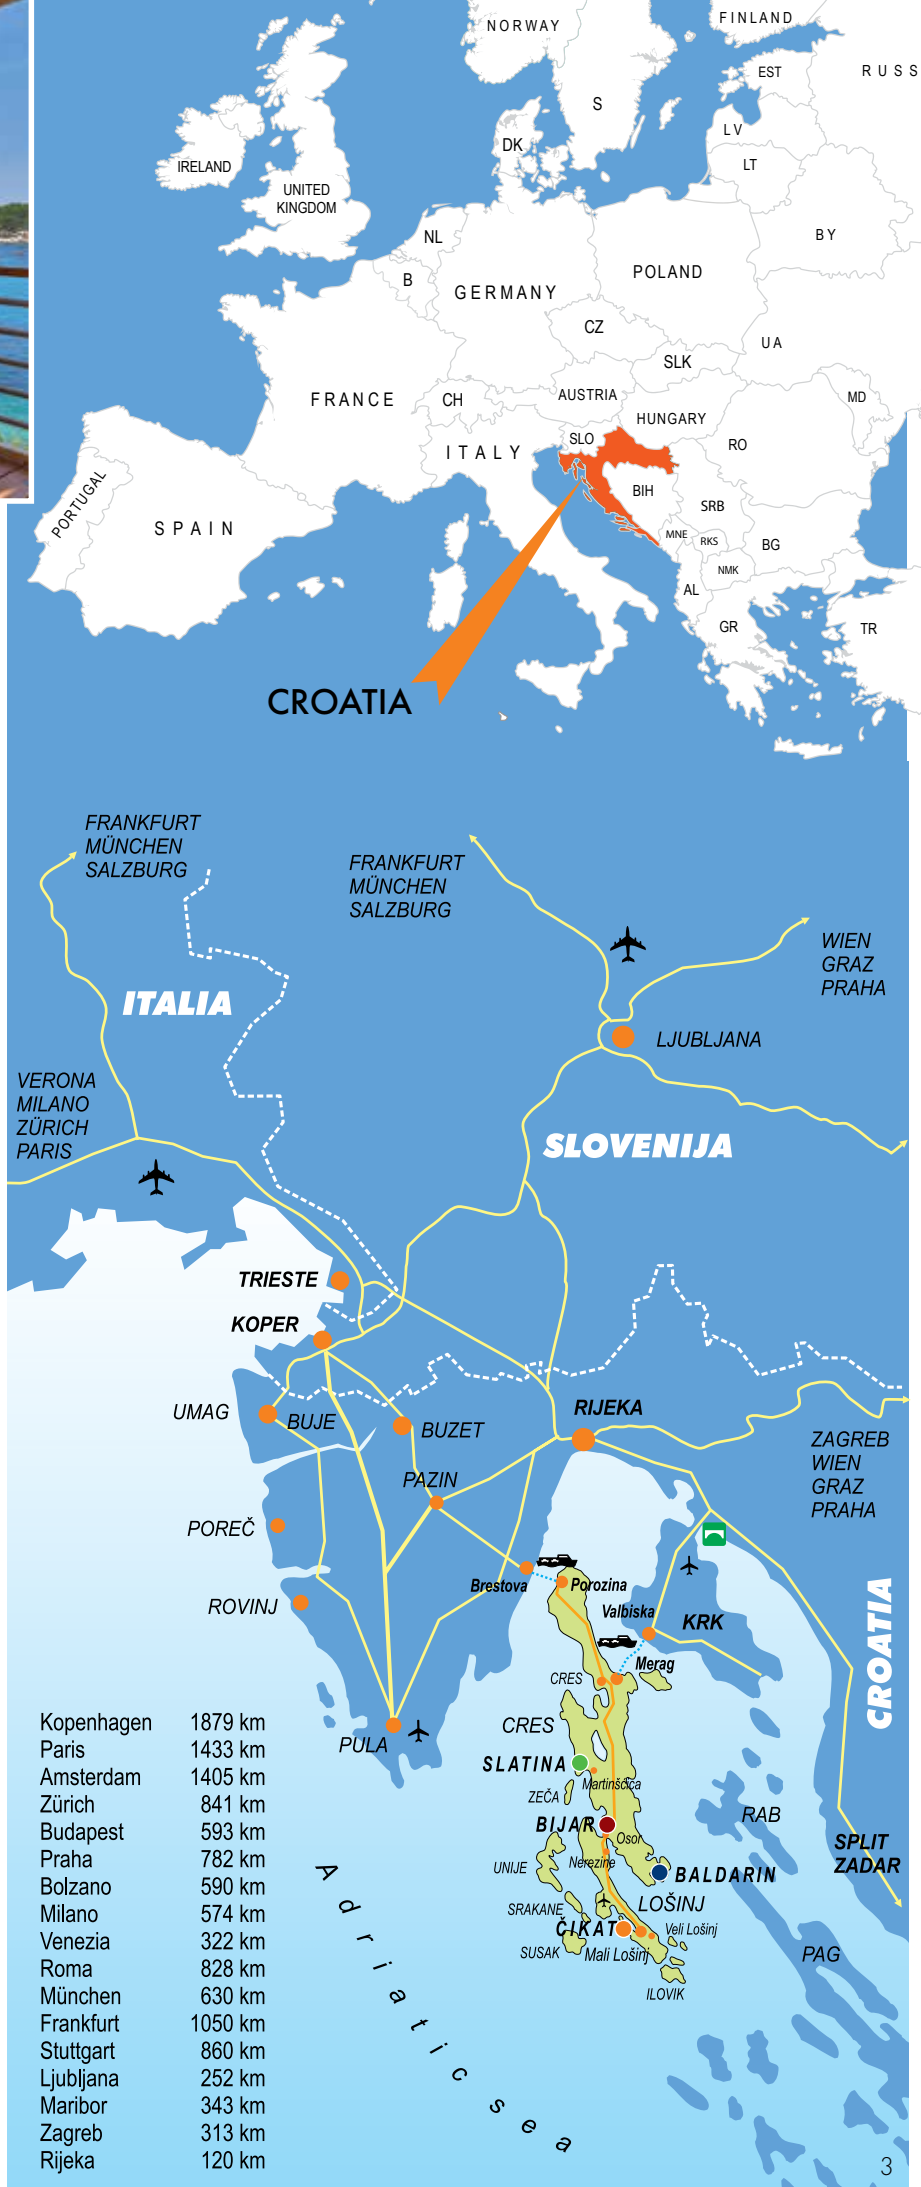 NORWAY
FINLAND
EST
RUSS
S
LV
DK
LT
IRELAND
UNITED
KINGDOM
NL
BY
B
GERMANY
POLAND
CZ
UA
SLK
FRANCE
CH
AUSTRIA
MD
HUNGARY
ITALY
SLO
RO
PORTUGAL
SPAIN
BIH
SRB
MNE
RKS
BG
NMK
AL
GR
TR
CROATIA
FRANKFURT
MÜNCHEN
SALZBURG
FRANKFURT
MÜNCHEN
SALZBURG
WIEN
GRAZ
PRAHA
ITALIA
LJUBLJANA
VERONA
MILANO
ZÜRICH
PARIS
SLOVENIJA
TRIESTE
KOPER
UMAG
BUJE
BUZET
RIJEKA
ZAGREB
WIEN
GRAZ
PRAHA
PAZIN
POREČ
ROVINJ
Brestova
Porozina
Valbiska
KRK
Merag
CRES
CRES
CROATIA
PULA
SLATINA
Martinšćica
ZEČA
BIJAR
Osor
RAB
SPLIT
ZADAR
UNIJE
Nerezine
BALDARIN
SRAKANE
LOŠINJ
ČIKAT
Veli Lošinj
SUSAK
Mali Lošinj
PAG
ILOVIK
Adriatic sea
Kopenhagen 1879 km
Paris 1433 km
Amsterdam 1405 km
Zürich 841 km
Budapest 593 km
Praha 782 km
Bolzano 590 km
Milano 574 km
Venezia 322 km
Roma 828 km
München 630 km
Frankfurt 1050 km
Stuttgart 860 km
Ljubljana 252 km
Maribor 343 km
Zagreb 313 km
Rijeka 120 km
3